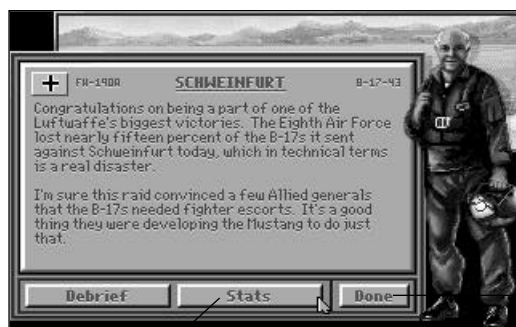 FW-190A SCHWEINFURT 8-17-43
Congratulations on being a part of one of the
Luftwaffe's biggest victories. The Eighth Air Force
lost nearly fifteen percent of the B-17s it sent
against Schweinfurt today, which in technical terms
is a real disaster.
I'm sure this raid convinced a few Allied generals
that the B-17s needed fighter escorts. It's a good
thing they were developing the Mustang to do just
that.
Debrief Stats Done